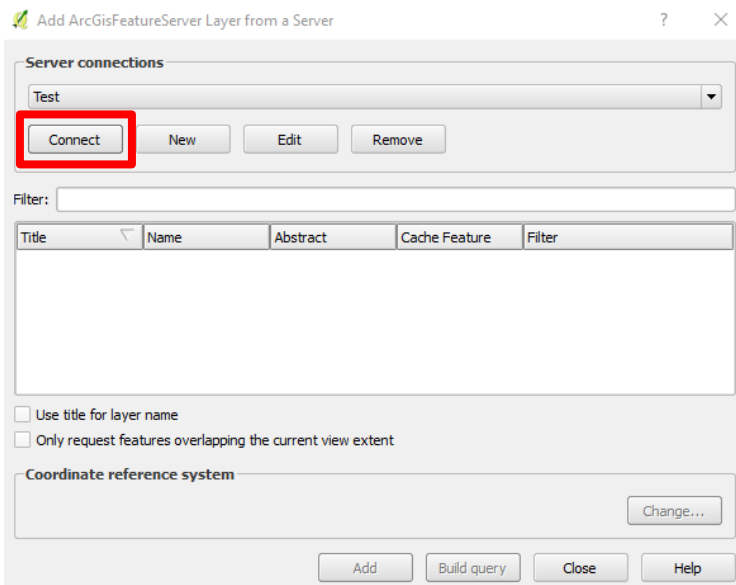 Add ArcGisFeatureServer Layer from a Server ?
Server connections
Test
Connect New Edit Remove
Filter:
Title Name Abstract Cache Feature Filter
Use title for layer name
Only request features overlapping the current view extent
Coordinate reference system
Change...
Add Build query Close Help